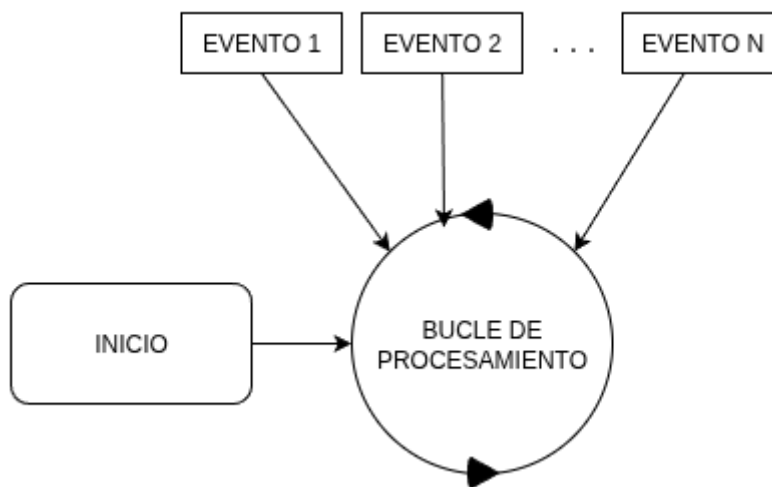 EVENTO 1
EVENTO 2
. . .
EVENTO N
INICIO
BUCLE DE
PROCESAMIENTO